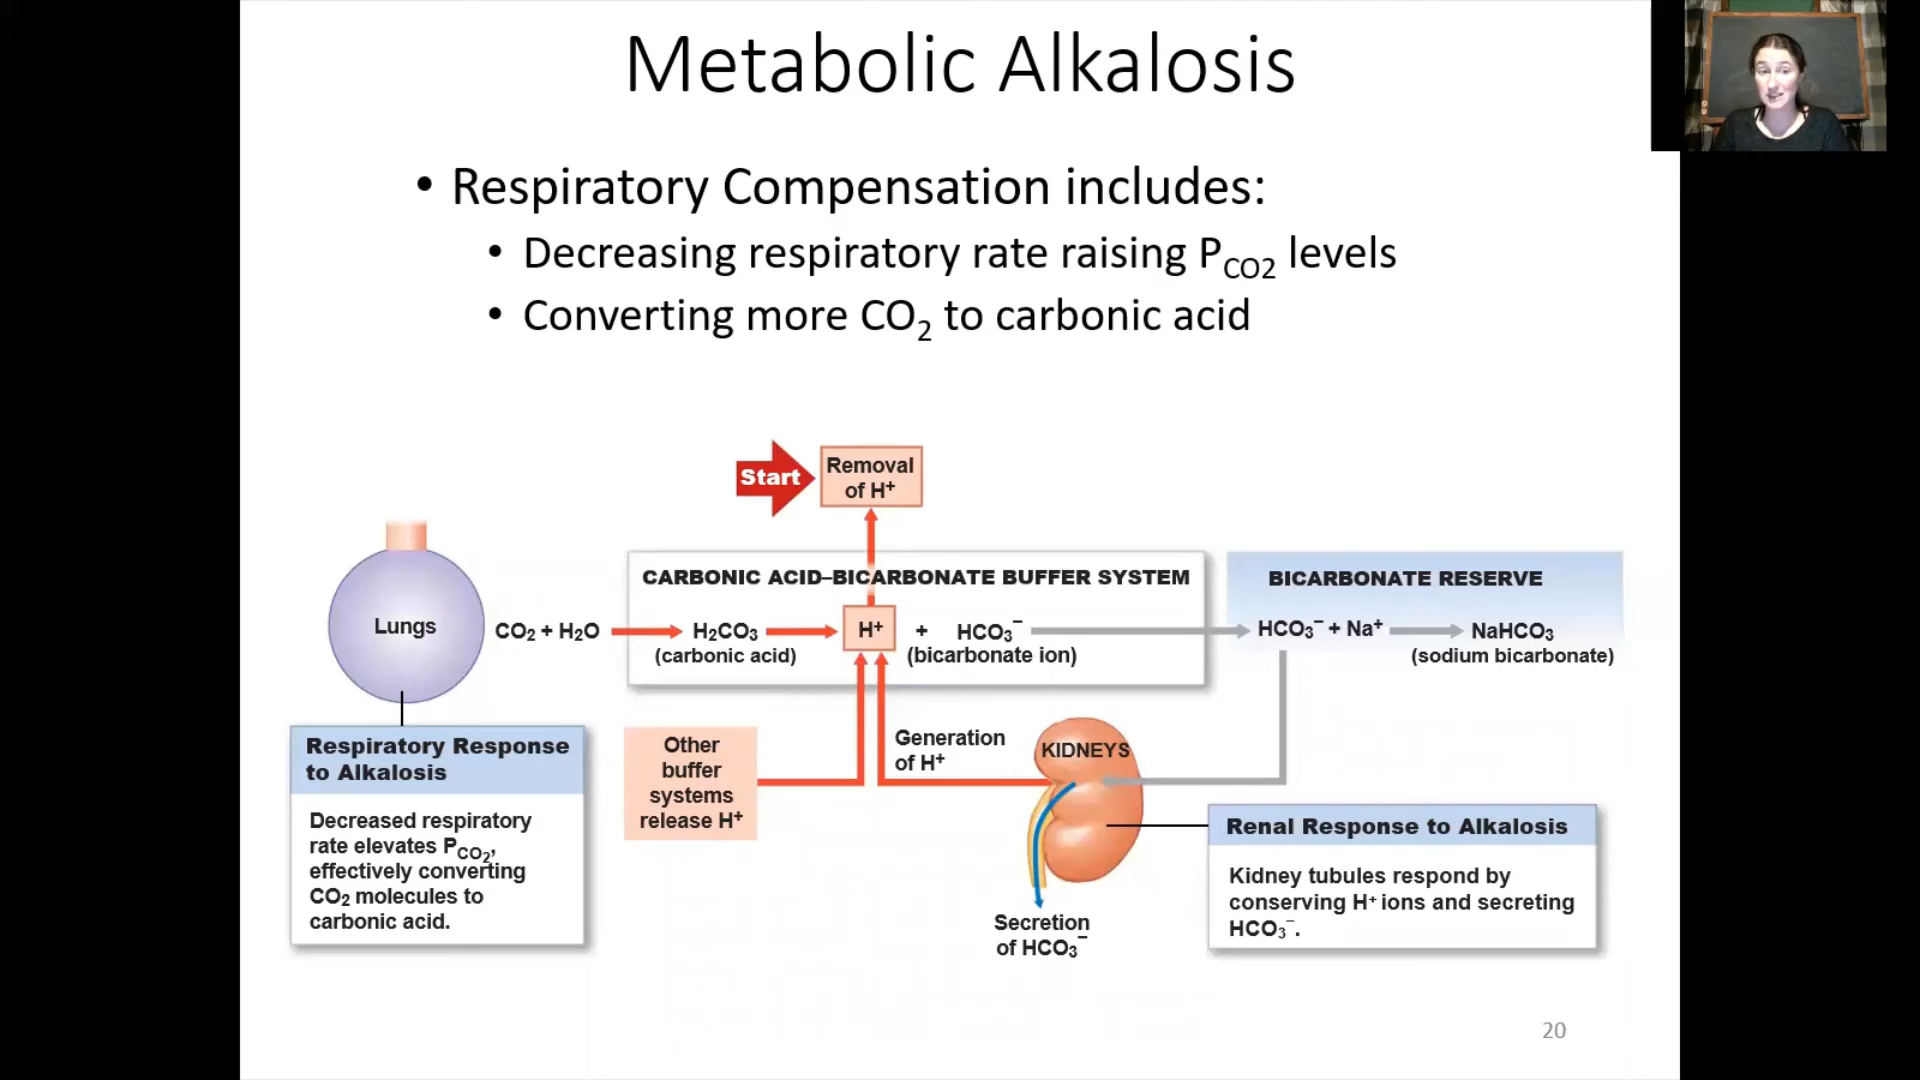 Metabolic Alkalosis
• Respiratory Compensation includes:
• Decreasing respiratory rate raising PCO2 levels
• Converting more CO2 to carbonic acid
Start
Removal
of H+
CARBONIC ACID–BICARBONATE BUFFER SYSTEM
BICARBONATE RESERVE
Lungs
CO2 + H2O
H2CO3
(carbonic acid)
H+
+
HCO3−
(bicarbonate ion)
HCO3− + Na+
NaHCO3
(sodium bicarbonate)
Respiratory Response
to Alkalosis
Decreased respiratory
rate elevates PCO2,
effectively converting
CO2 molecules to
carbonic acid.
Other
buffer
systems
release H+
Generation
of H+
KIDNEYS
Secretion
of HCO3−
Renal Response to Alkalosis
Kidney tubules respond by
conserving H+ ions and secreting
HCO3−.
20